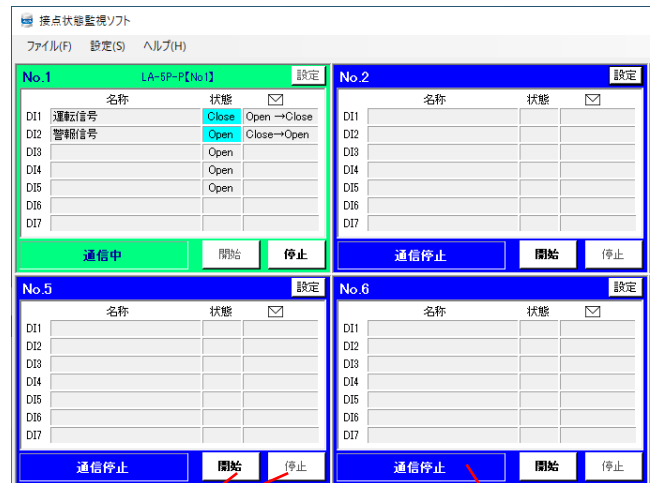 接点状態監視ソフト
ファイル(F) 設定(S) ヘルプ(H)
No.1 LA-5P-P【No1】 設定
名称 状態
DI1 運転信号 Close Open →Close
DI2 警報信号 Open Close→Open
DI3 Open
DI4 Open
DI5 Open
DI6
DI7
通信中 開始 停止
No.2 設定
名称 状態
DI1
DI2
DI3
DI4
DI5
DI6
DI7
通信停止 開始 停止
No.5 設定
名称 状態
DI1
DI2
DI3
DI4
DI5
DI6
DI7
通信停止 開始 停止
No.6 設定
名称 状態
DI1
DI2
DI3
DI4
DI5
DI6
DI7
通信停止 開始 停止